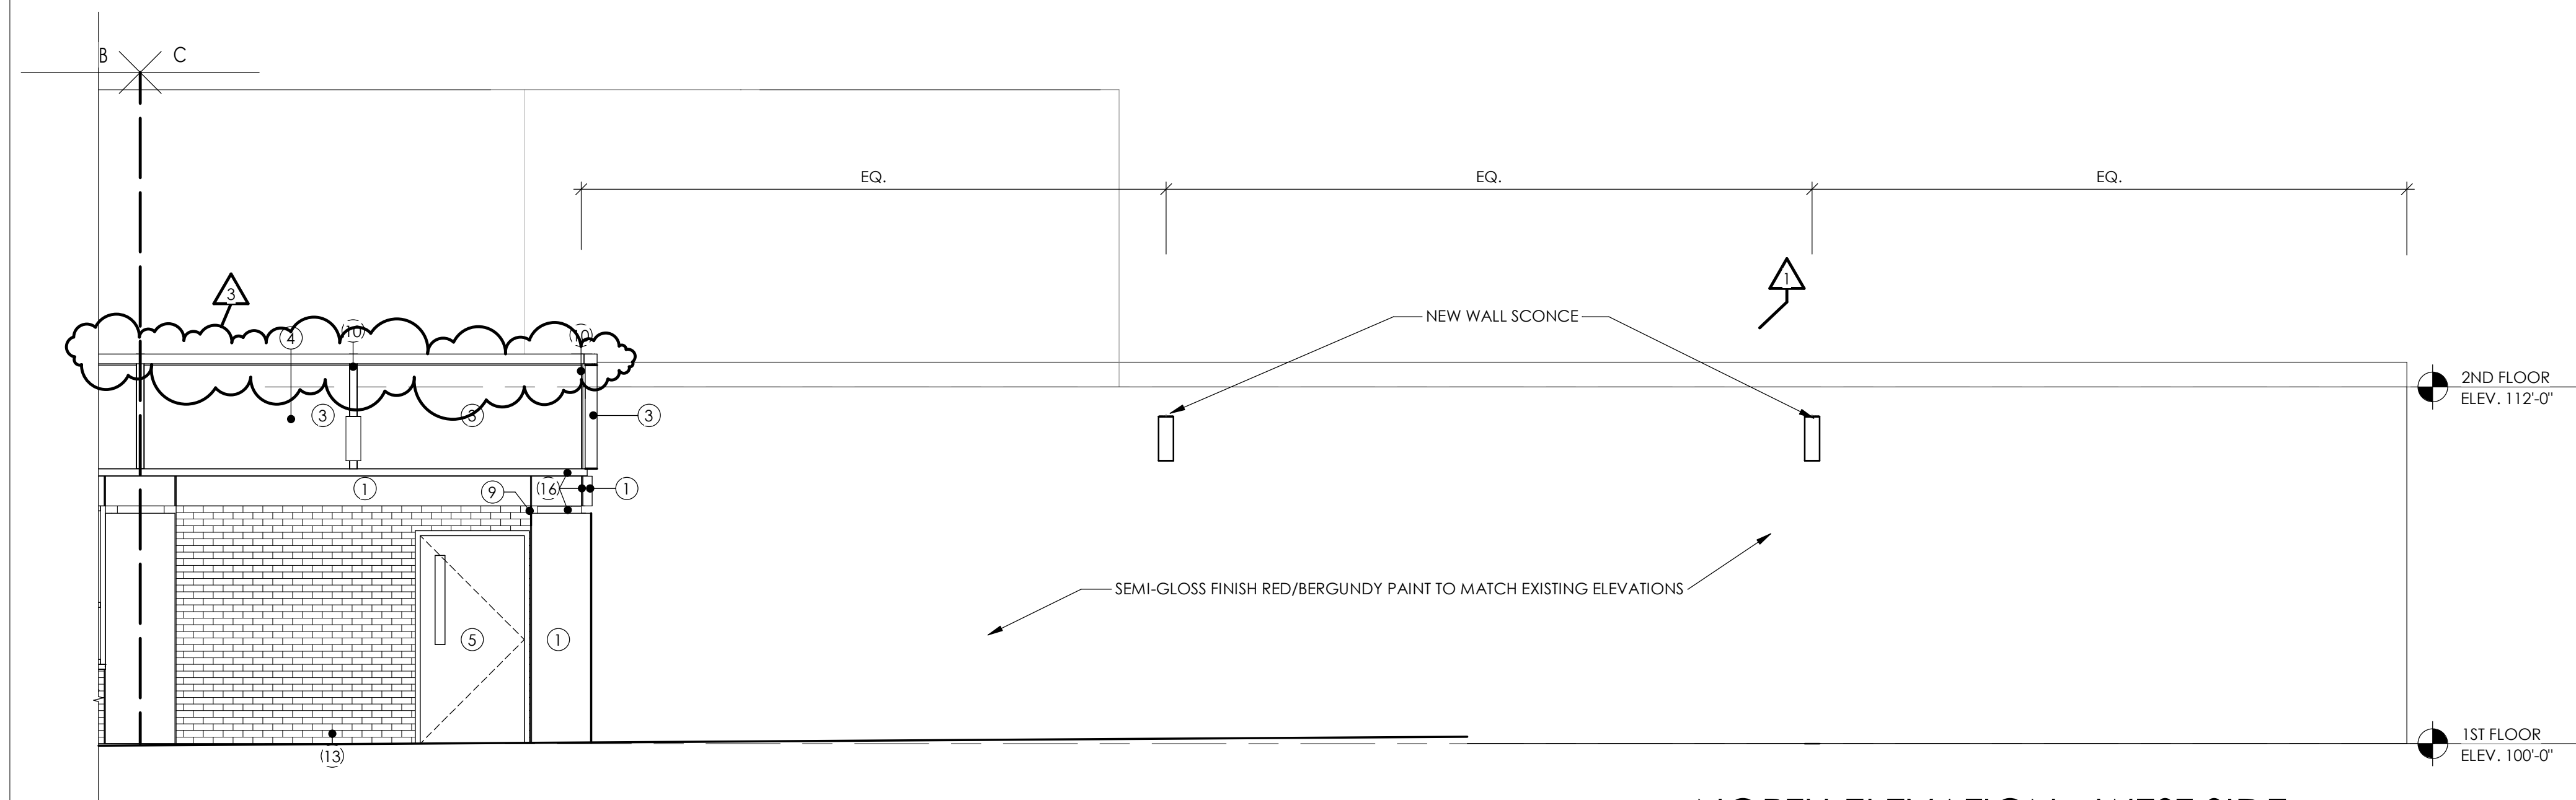 B C
EQ. EQ. EQ.
3
1
NEW WALL SCONCE
4 (10) (10)
2ND FLOOR
ELEV. 112'-0"
3 3 3
1 9 (16) 1
SEMI-GLOSS FINISH RED/BERGUNDY PAINT TO MATCH EXISTING ELEVATIONS
5 1
1ST FLOOR
ELEV. 100'-0"
(13)